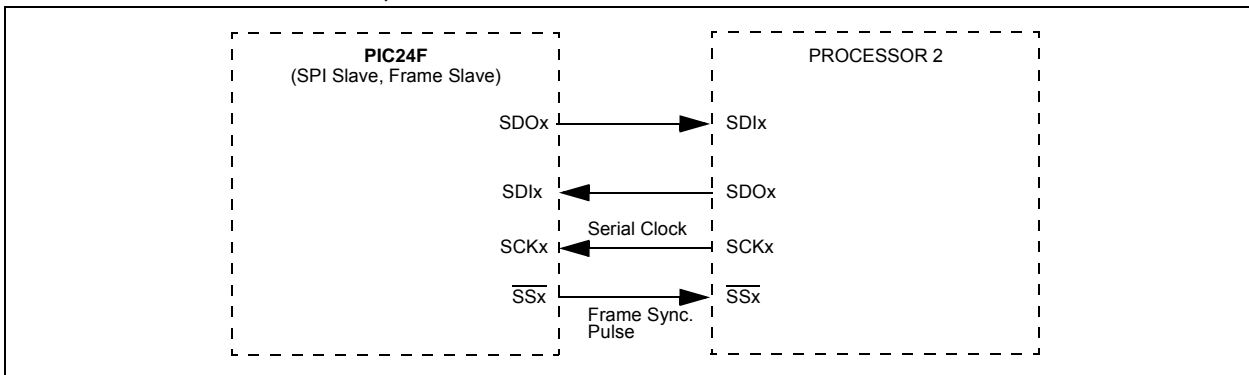 PIC24F
(SPI Slave, Frame Slave)
PROCESSOR 2
SDOx
SDIx
SDIx
SDOx
Serial Clock
SCKx
SCKx
SSx
SSx
Frame Sync.
Pulse